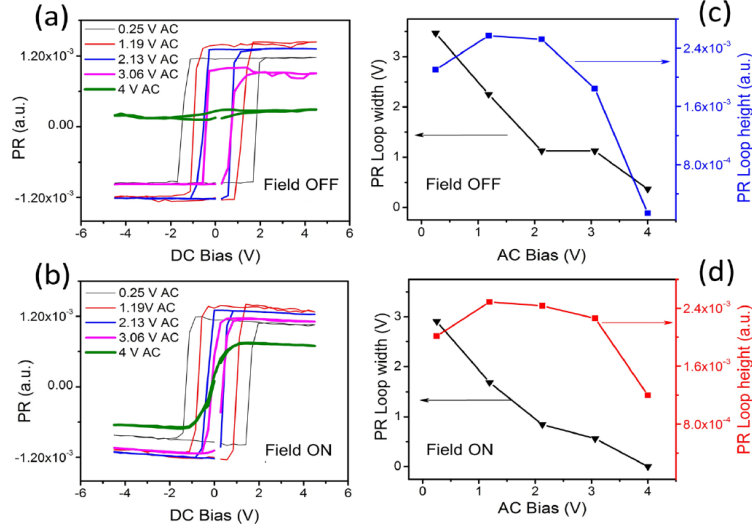 (a)
0.25 V AC
1.19 V AC
2.13 V AC
3.06 V AC
4 V AC
1.20x10⁻³
0.00
-1.20x10⁻³
PR (a.u.)
Field OFF
-6 -4 -2 0 2 4 6
DC Bias (V)
(c)
3
2
1
0
PR Loop width (V)
Field OFF
2.4x10⁻³
1.6x10⁻³
8.0x10⁻⁴
PR Loop height (a.u.)
0 1 2 3 4
AC Bias (V)
(b)
0.25 V AC
1.19V AC
2.13 V AC
3.06 V AC
4 V AC
1.20x10⁻³
0.00
-1.20x10⁻³
PR (a.u.)
Field ON
-6 -4 -2 0 2 4 6
DC Bias (V)
(d)
3
2
1
0
PR Loop width (V)
Field ON
2.4x10⁻³
1.6x10⁻³
8.0x10⁻⁴
PR Loop height (a.u.)
0 1 2 3 4
AC Bias (V)